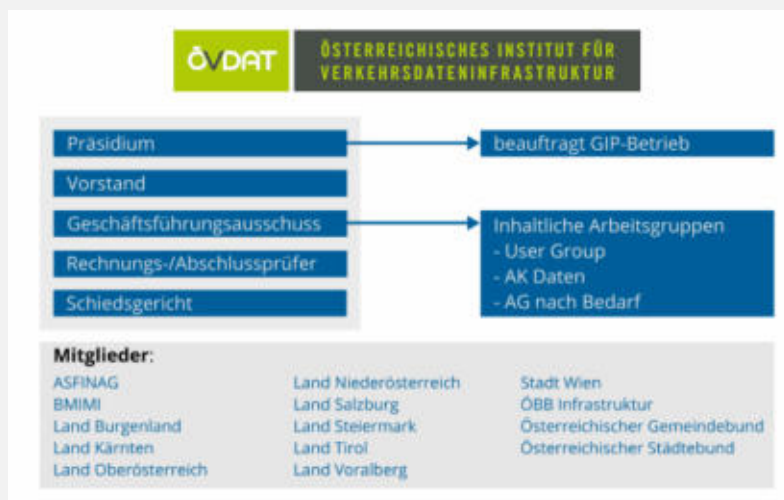 ÖVDAT
ÖSTERREICHISCHES INSTITUT FÜR
VERKEHRSDATENINFRASTRUKTUR
Präsidium
beauftragt GIP-Betrieb
Vorstand
Geschäftsführungsausschuss
Rechnungs-/Abschlussprüfer
Schiedsgericht
Inhaltliche Arbeitsgruppen
- User Group
- AK Daten
- AG nach Bedarf
Mitglieder:
ASFINAG
BMIMI
Land Burgenland
Land Kärnten
Land Oberösterreich
Land Niederösterreich
Land Salzburg
Land Steiermark
Land Tirol
Land Voralberg
Stadt Wien
ÖBB Infrastruktur
Österreichischer Gemeindebund
Österreichischer Städtebund